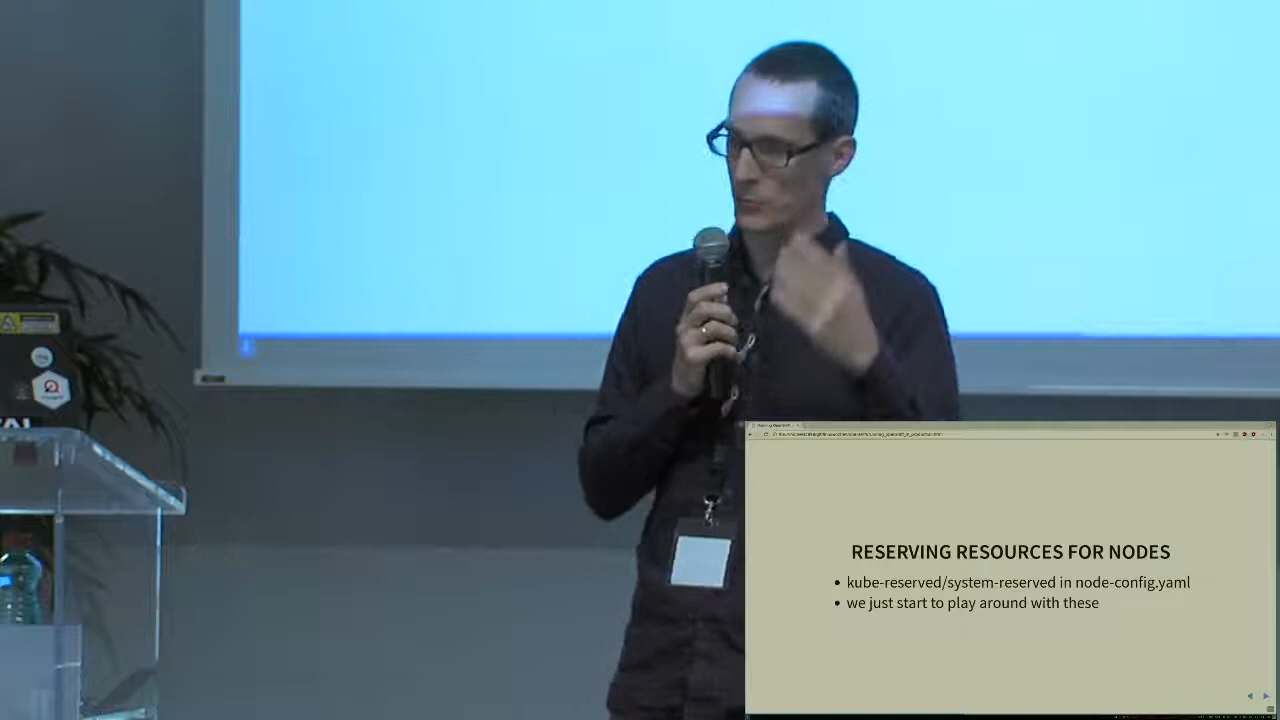 RESERVING RESOURCES FOR NODES
kube-reserved/system-reserved in node-config.yaml
we just start to play around with these